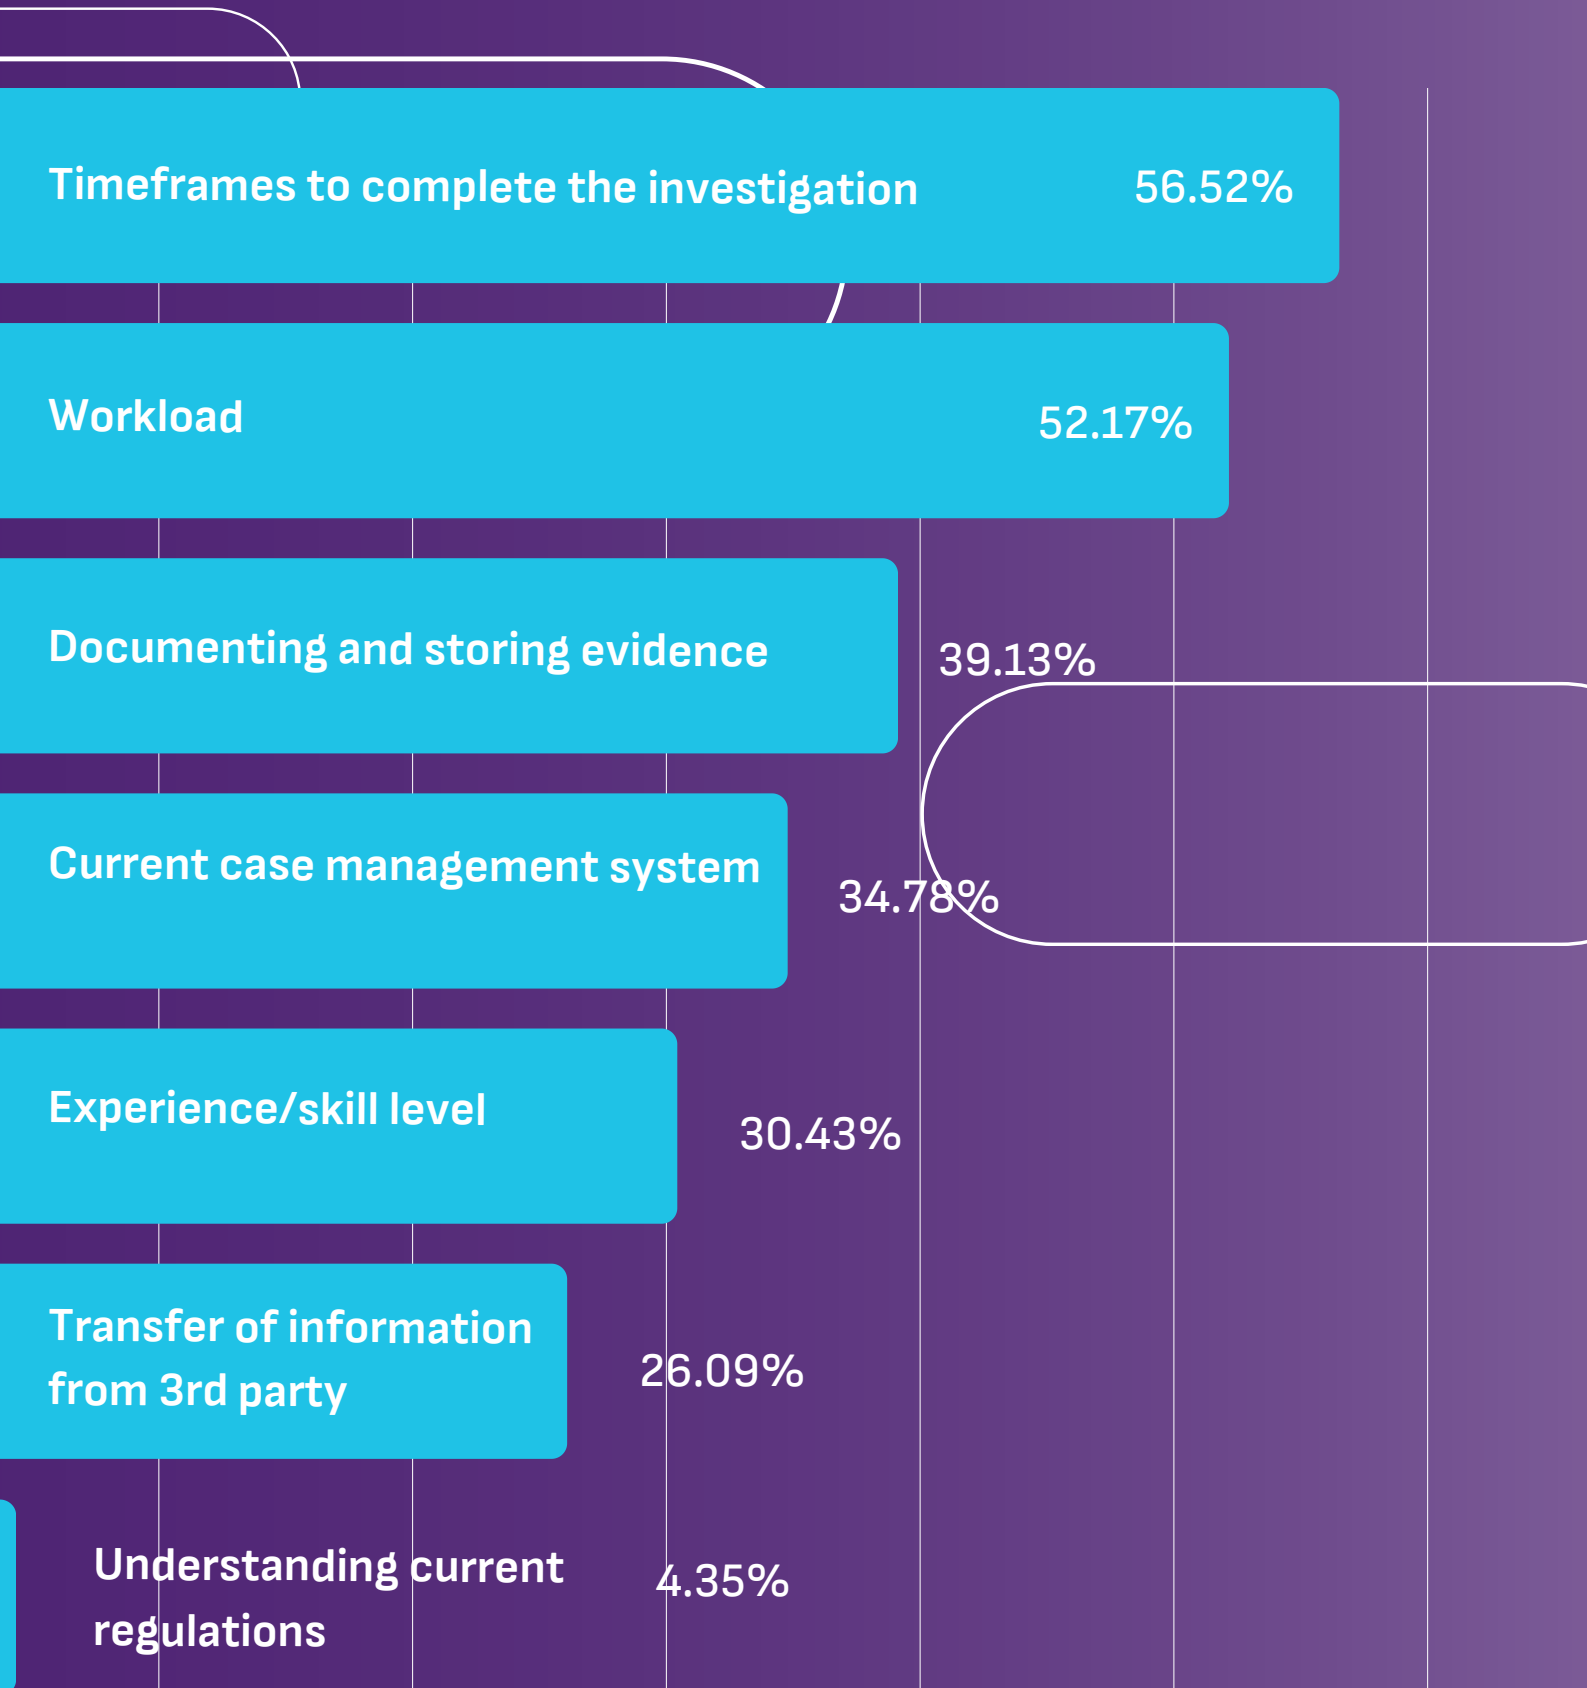 Timeframes to complete the investigation 56.52%
Workload 52.17%
Documenting and storing evidence 39.13%
Current case management system 34.78%
Experience/skill level 30.43%
Transfer of information
from 3rd party 26.09%
Understanding current 4.35%
regulations